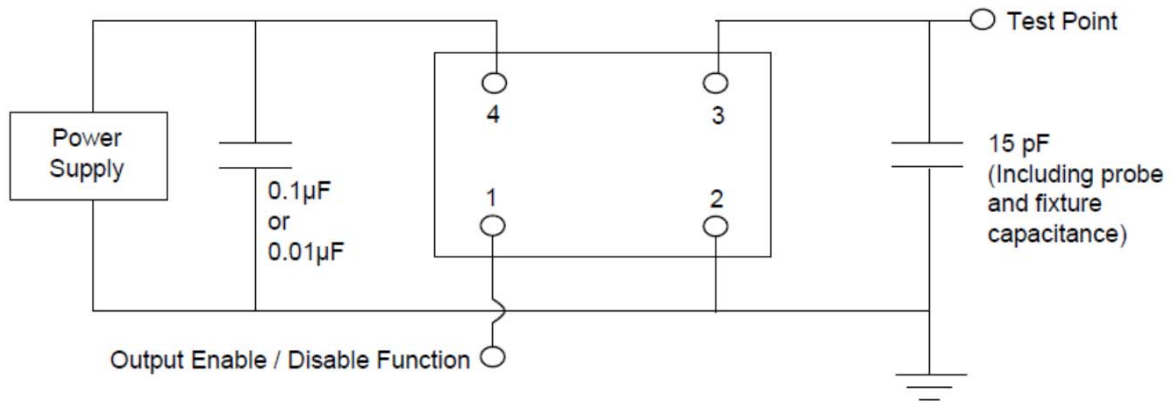 Test Point
4
3
Power
Supply
15 pF
(Including probe
and fixture
capacitance)
0.1µF
or
0.01µF
1
2
Output Enable / Disable Function